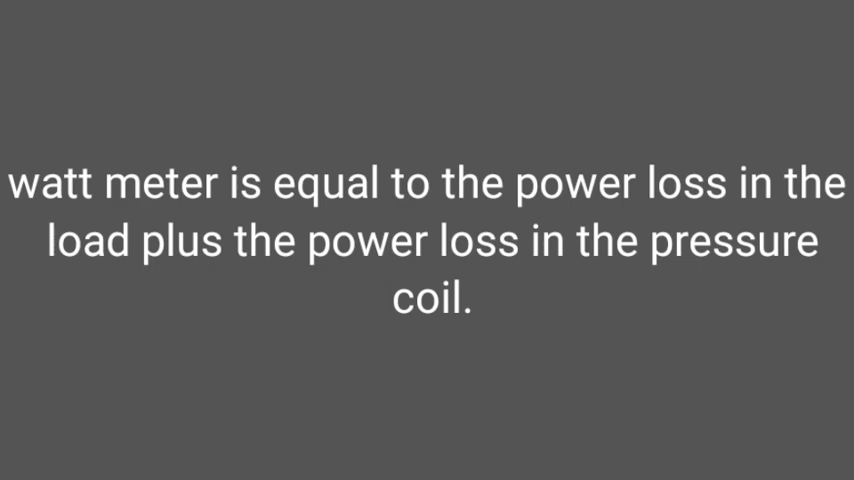 watt meter is equal to the power loss in the
load plus the power loss in the pressure
coil.